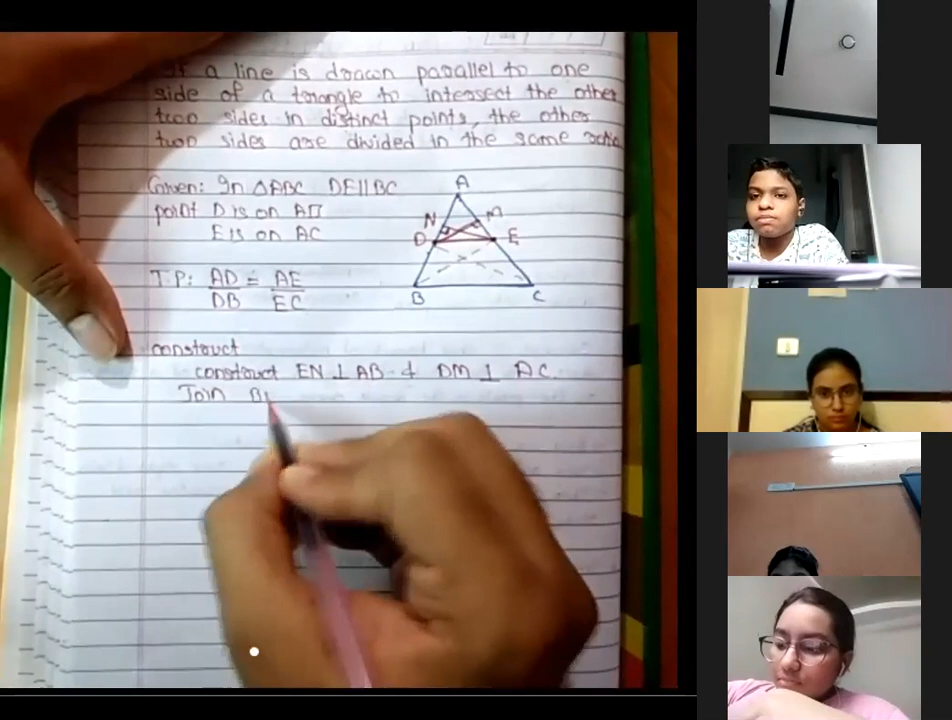 If a line is drawn parallel to one
side of a triangle to intersect the other
two sides in distinct points, the other
two sides are divided in the same ratio
Given: In △ABC DE||BC
point D is on AB
E is on AC
T.P: AD = AE
DB EC
construct
construct EN ⊥ AB & DM ⊥ AC.
Join
A
N
M
D
E
B
C